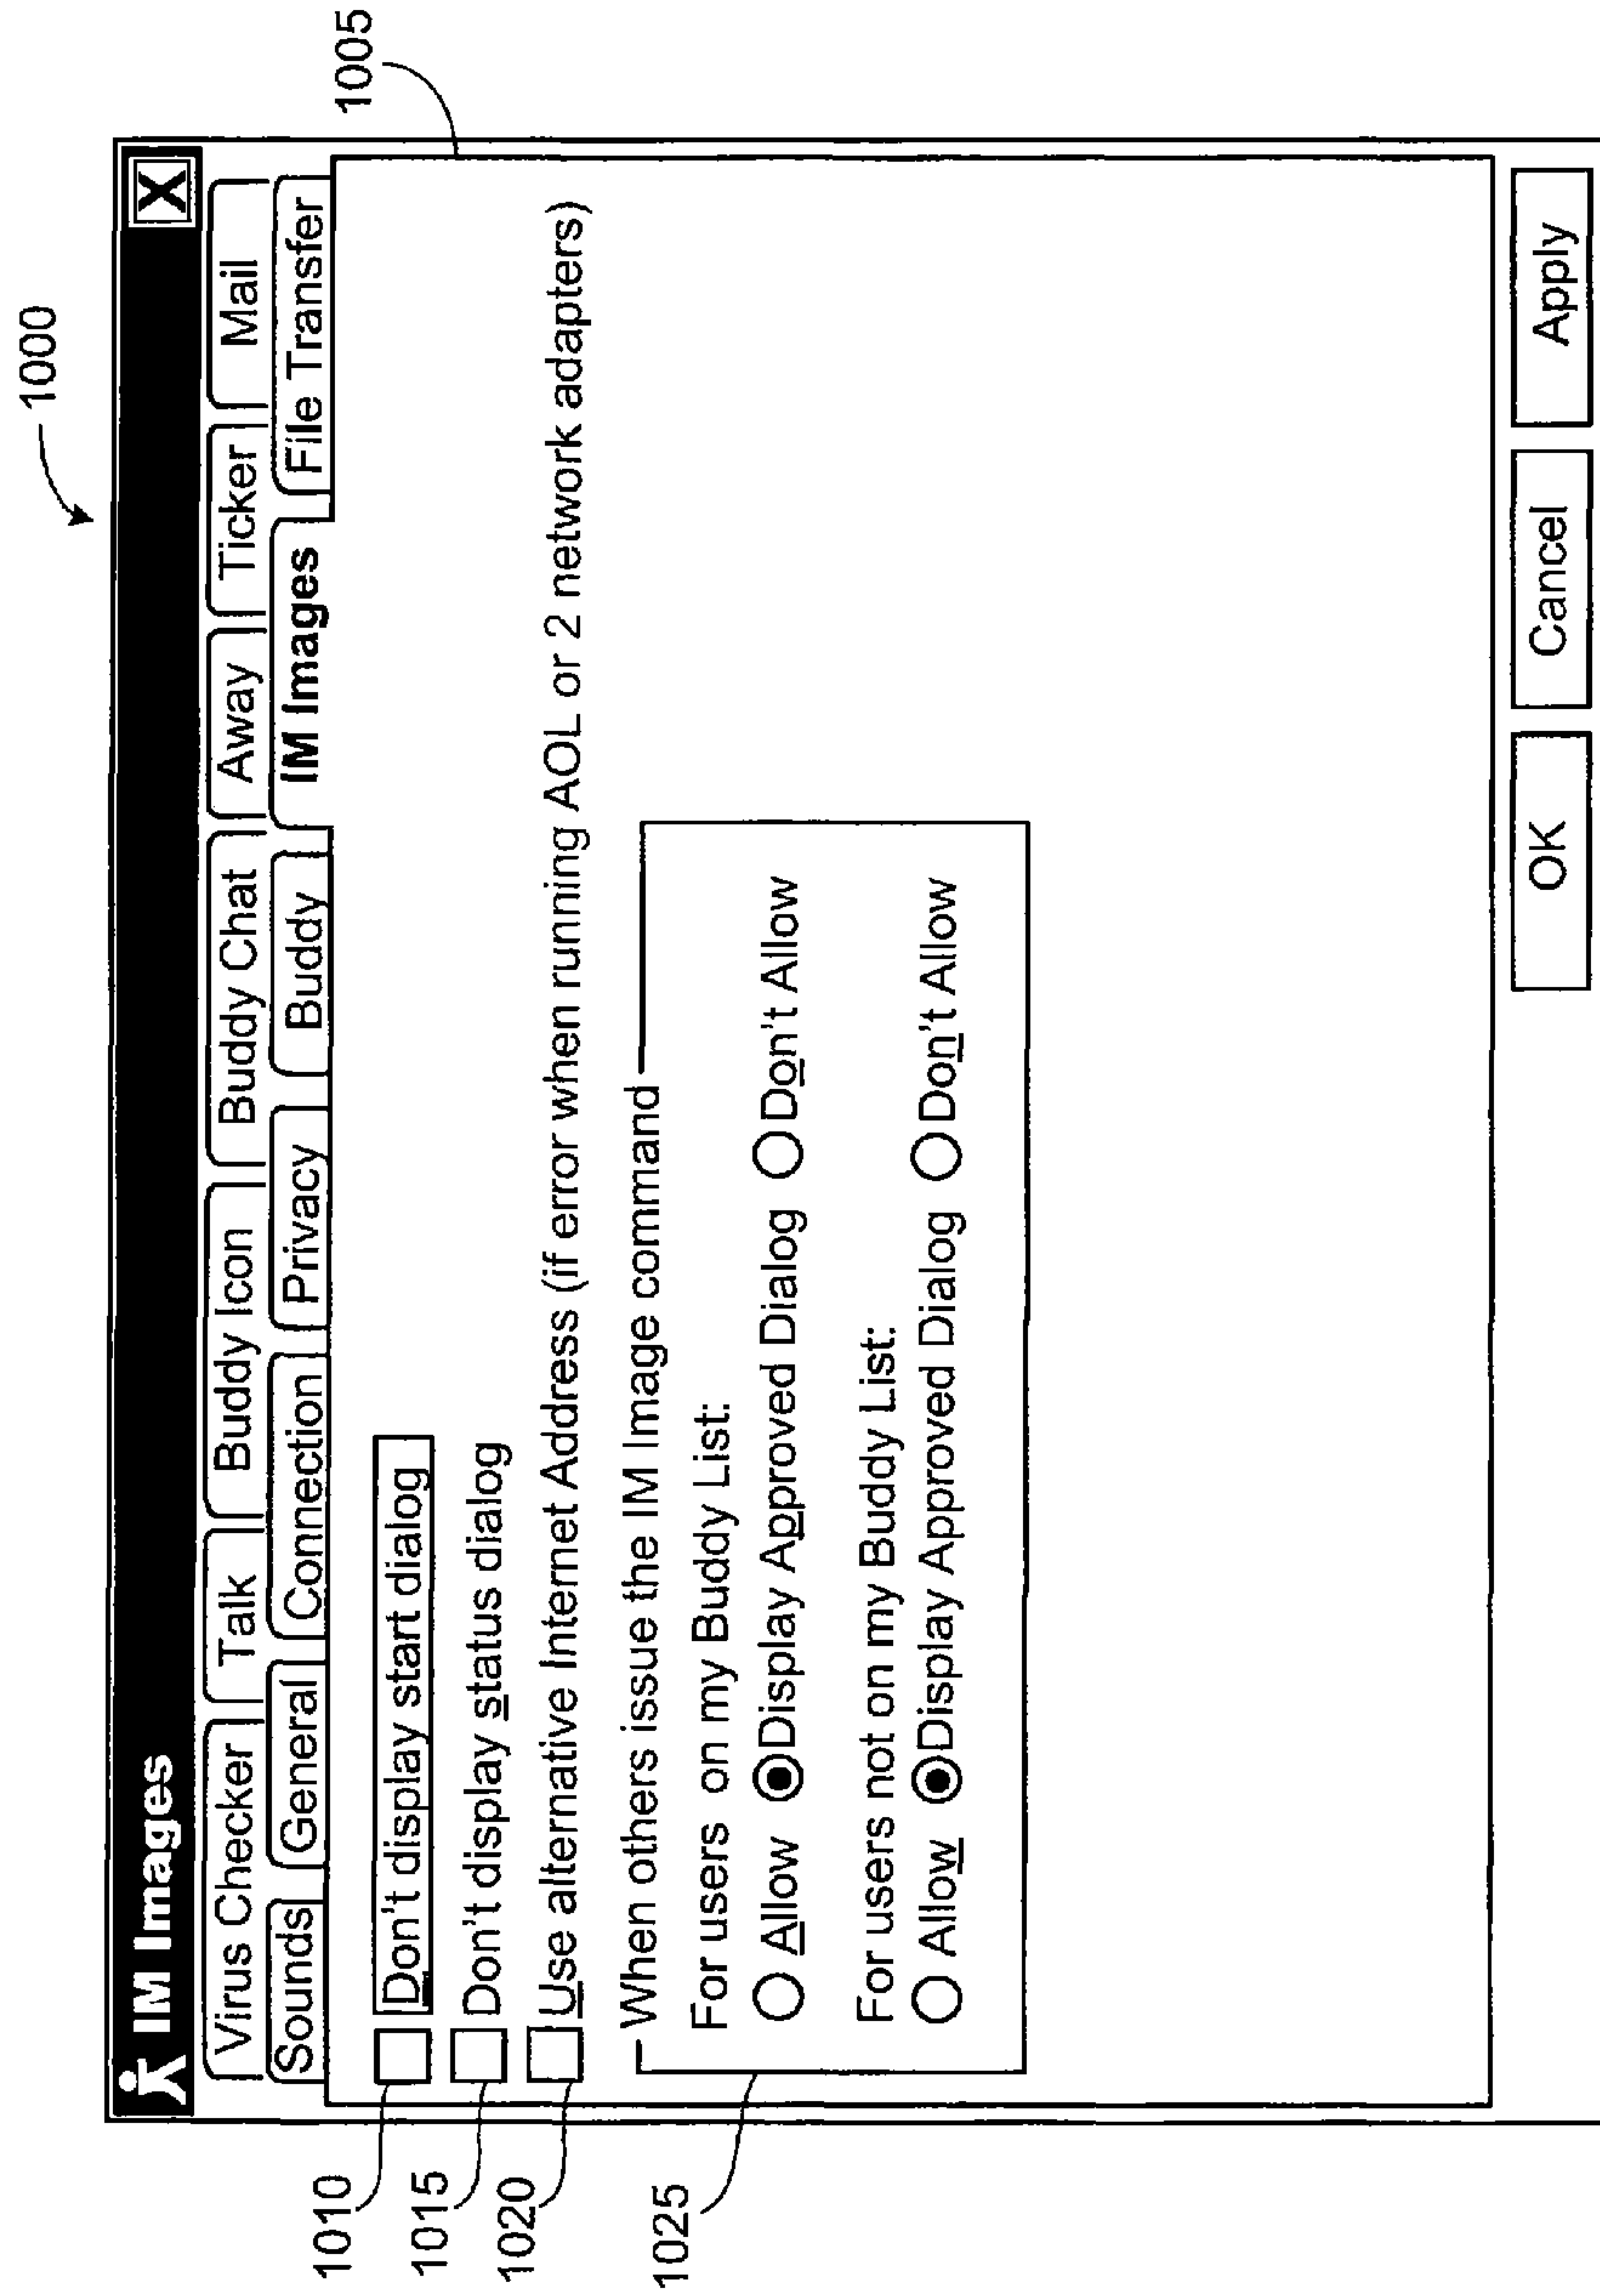 1000
IM Images X
Virus Checker Talk Buddy Icon Buddy Chat Away Ticker Mail
Sounds General Connection Privacy Buddy IM Images File Transfer
1005
1010 Don't display start dialog
1015 Don't display status dialog
1020 Use alternative Internet Address (if error when running AOL or 2 network adapters)
When others issue the IM Image command
1025
For users on my Buddy List:
Allow Display Approved Dialog Don't Allow
For users not on my Buddy List:
Allow Display Approved Dialog Don't Allow
OK Cancel Apply